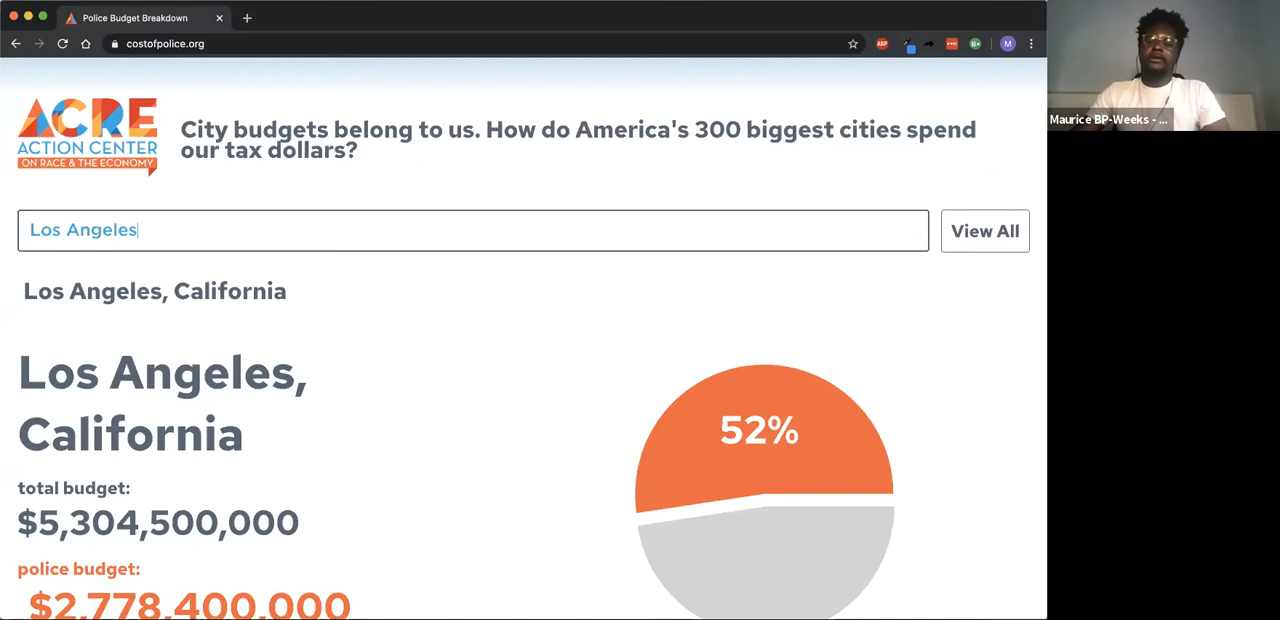 Police Budget Breakdown
costofpolice.org
ABP
B+
M
ACRE
ACTION CENTER
ON RACE & THE ECONOMY
City budgets belong to us. How do America's 300 biggest cities spend
our tax dollars?
Los Angeles
View All
Los Angeles, California
Los Angeles,
California
total budget:
$5,304,500,000
police budget:
$2,778,400,000
52%
Maurice BP-Weeks - ...